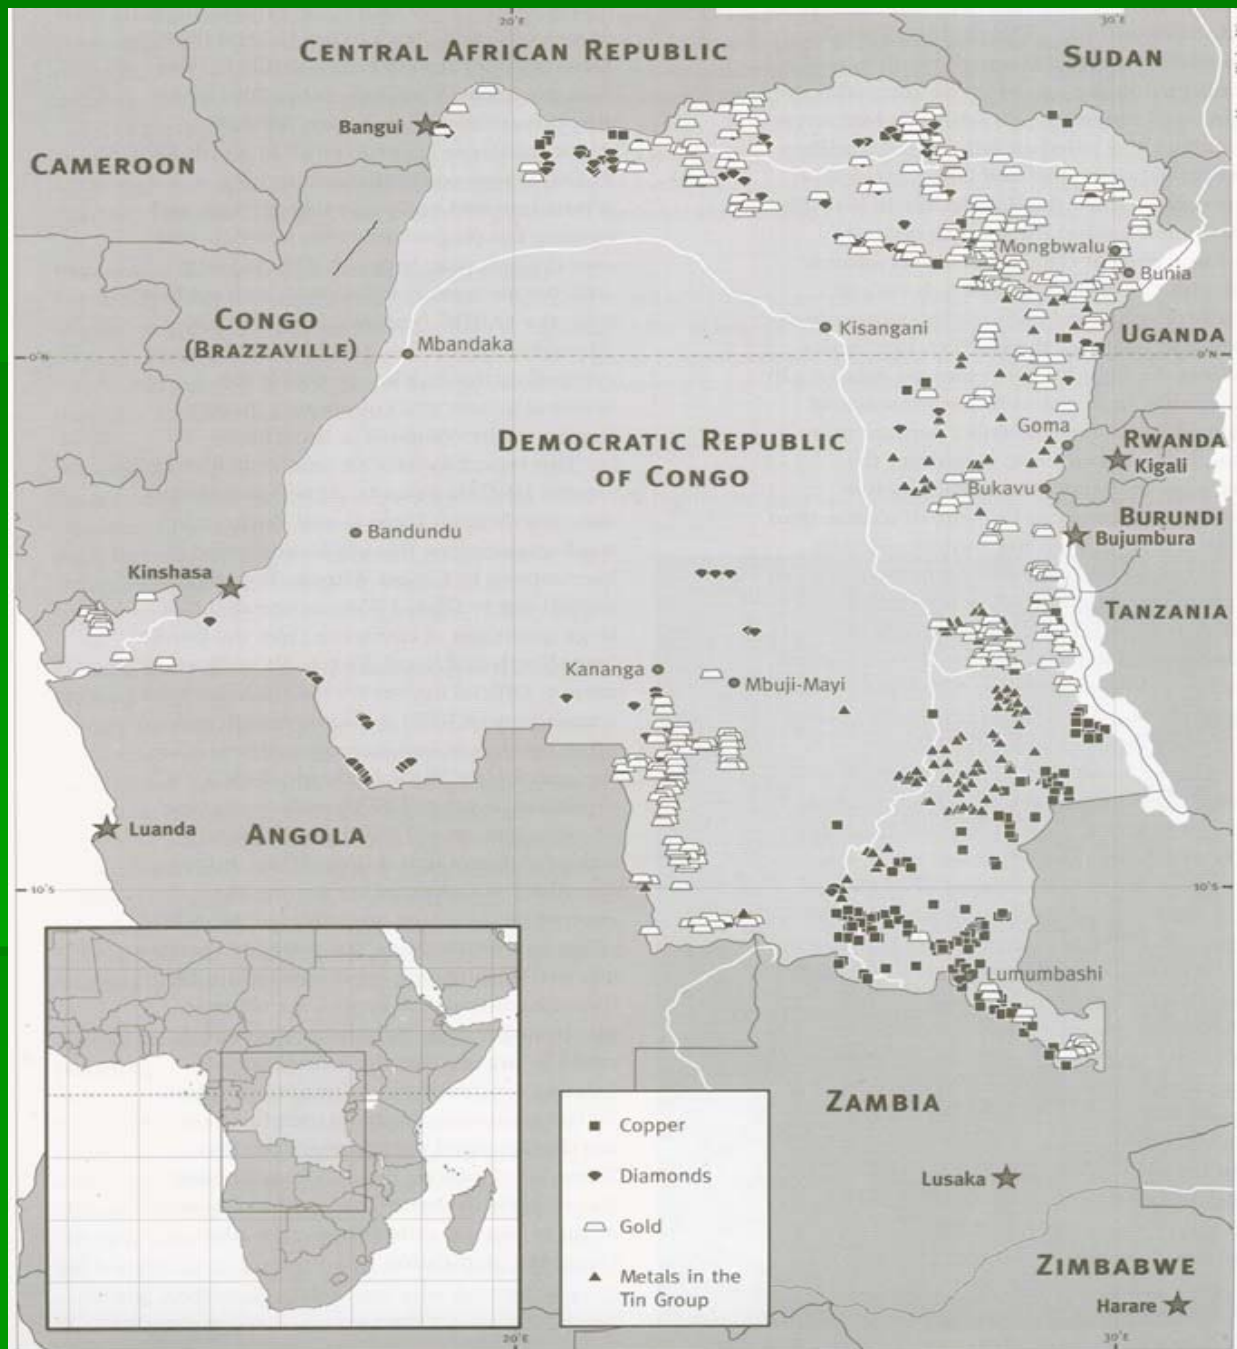 20°E
30°E
CENTRAL AFRICAN REPUBLIC
SUDAN
Bangui
CAMEROON
Mongbwalu
Bunia
CONGO
(BRAZZAVILLE)
Mbandaka
Kisangani
UGANDA
0°N
0°N
DEMOCRATIC REPUBLIC
OF CONGO
Goma
RWANDA
Kigali
Bukavu
BURUNDI
Bujumbura
Bandundu
Kinshasa
TANZANIA
Kananga
Mbuji-Mayi
Luanda
ANGOLA
10°S
10°S
Lumumbashi
ZAMBIA
Copper
Diamonds
Gold
Metals in the
Tin Group
Lusaka
ZIMBABWE
Harare
20°E
30°E